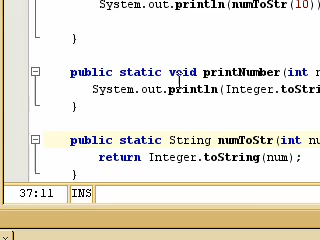 System.out.println(numToStr(10))
}
public static void printNumber(int
System.out.println(Integer.toStri
}
public static String numToStr(int
return Integer.toString(num);
}
37:11 INS